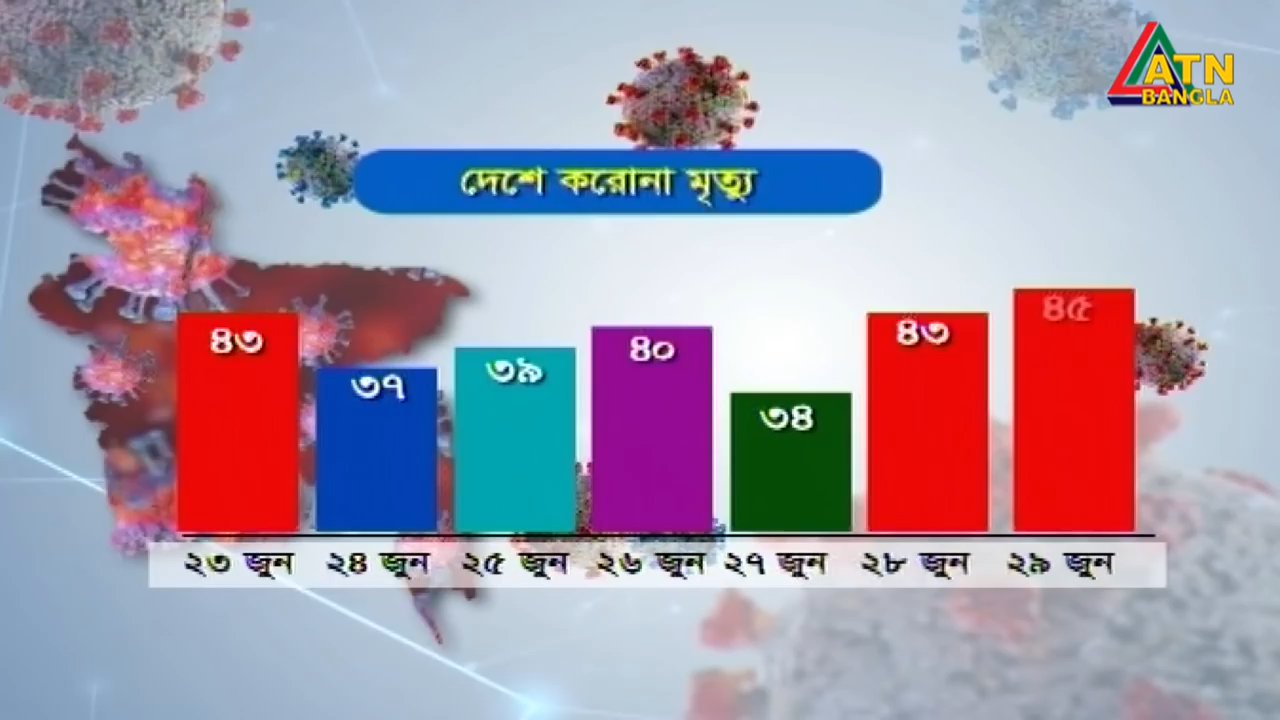 ATN
BANGLA
দেশে করোনা মৃত্যু
৪৩ ৩৭ ৩৯ ৪০ ৩৪ ৪৩ ৪৫
২৩ জুন ২৪ জুন ২৫ জুন ২৬ জুন ২৭ জুন ২৮ জুন ২৯ জুন